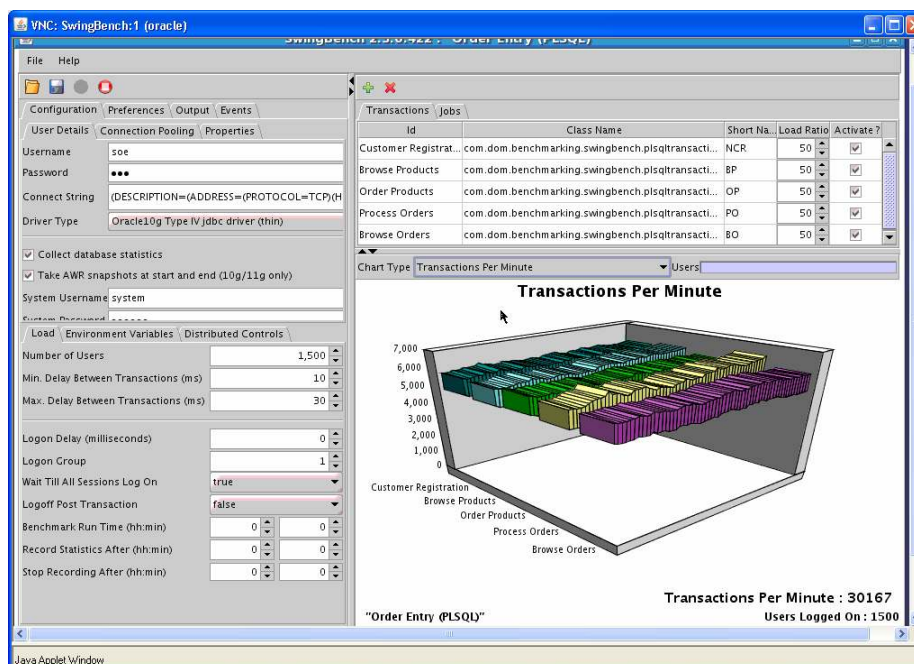 VNC: SwingBench:1 (oracle)
SwingBench 2.3.0.422 : "Order Entry (PLSQL)"
File Help
Configuration Preferences Output Events
User Details Connection Pooling Properties
Username soe
Password
Connect String (DESCRIPTION=(ADDRESS=(PROTOCOL=TCP)(H
Driver Type Oracle10g Type IV jdbc driver (thin)
Collect database statistics
Take AWR snapshots at start and end (10g/11g only)
System Username system
System Password
Load Environment Variables Distributed Controls
Number of Users 1,500
Min. Delay Between Transactions (ms) 10
Max. Delay Between Transactions (ms) 30
Logon Delay (milliseconds) 0
Logon Group 1
Wait Till All Sessions Log On true
Logoff Post Transaction false
Benchmark Run Time (hh:min) 0 0
Record Statistics After (hh:min) 0 0
Stop Recording After (hh:min) 0 0
Transactions Jobs
Id Class Name Short Na... Load Ratio Activate ?
Customer Registrat... com.dom.benchmarking.swingbench.plsqltransacti... NCR 50
Browse Products com.dom.benchmarking.swingbench.plsqltransacti... BP 50
Order Products com.dom.benchmarking.swingbench.plsqltransacti... OP 50
Process Orders com.dom.benchmarking.swingbench.plsqltransacti... PO 50
Browse Orders com.dom.benchmarking.swingbench.plsqltransacti... BO 50
Chart Type Transactions Per Minute Users
Transactions Per Minute
7,000
6,000
5,000
4,000
3,000
2,000
1,000
0
Customer Registration
Browse Products
Order Products
Process Orders
Browse Orders
Transactions Per Minute : 30167
"Order Entry (PLSQL)" Users Logged On : 1500
Java Applet Window